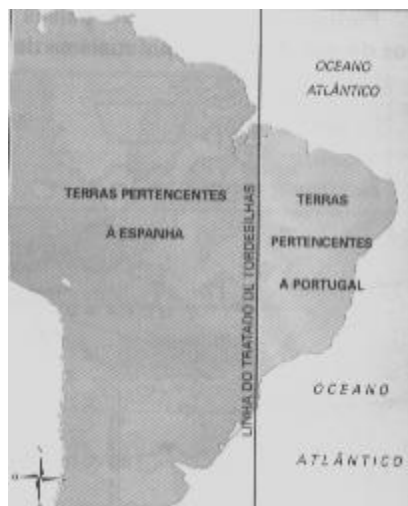 OCEANO
ATLÂNTICO
TERRAS PERTENCENTES
À ESPANHA
LINHA DO TRATADO DE TORDESILHAS
TERRAS
PERTENCENTES
A PORTUGAL
OCEANO
ATLÂNTICO